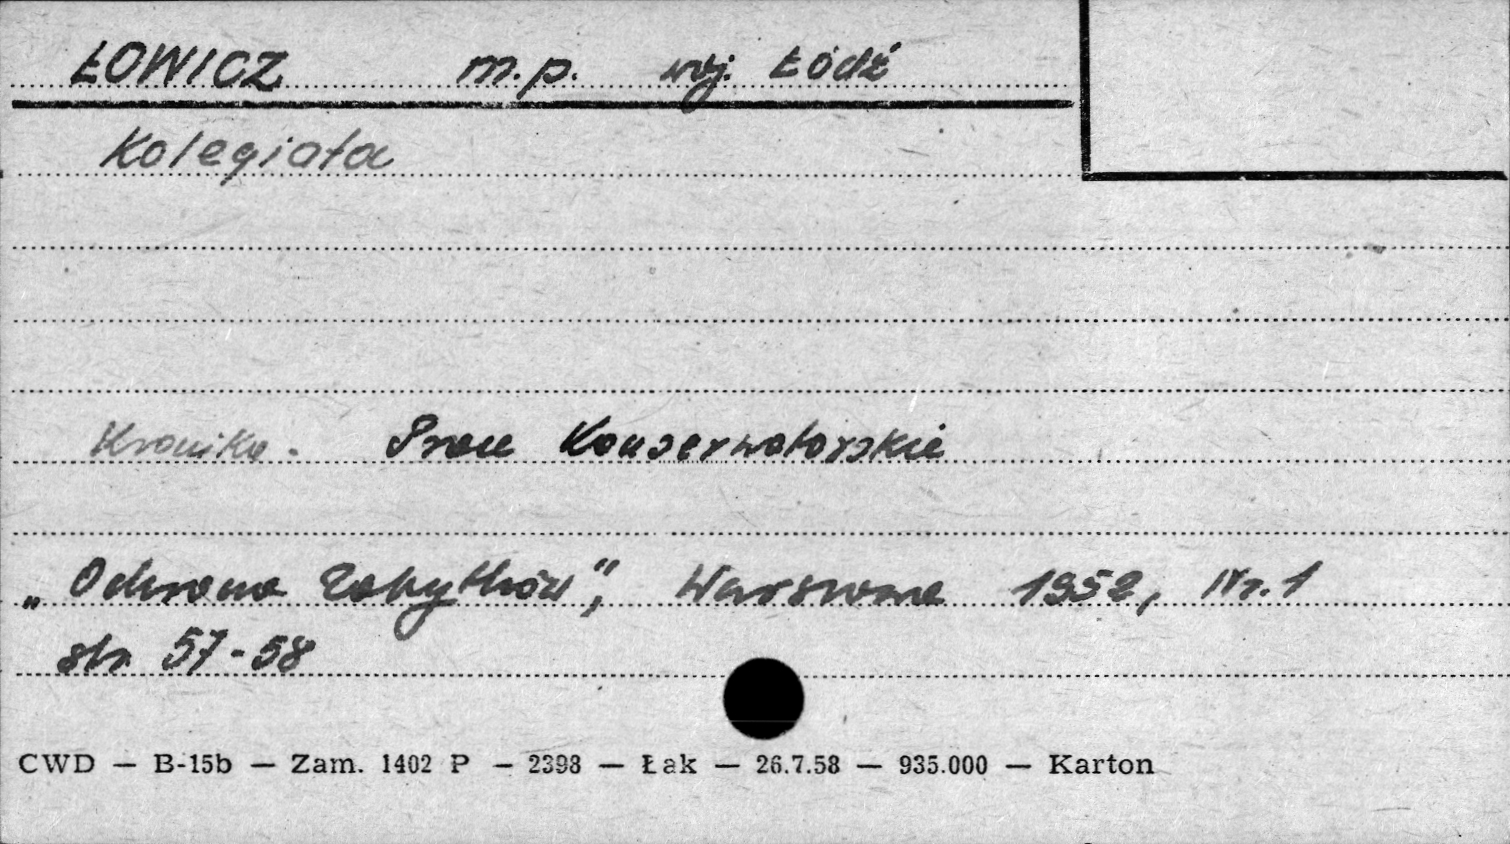 ŁOWICZ m.p. woj. Łódź
Kolegiata
Kronika. Prace Konserwatorskie
„Ochrona Zabytków", Warszawa 1952, Nr. 1
str. 57-58
CWD — B-15b — Zam. 1402 P — 2398 — Łak — 26.7.58 — 935.000 — Karton